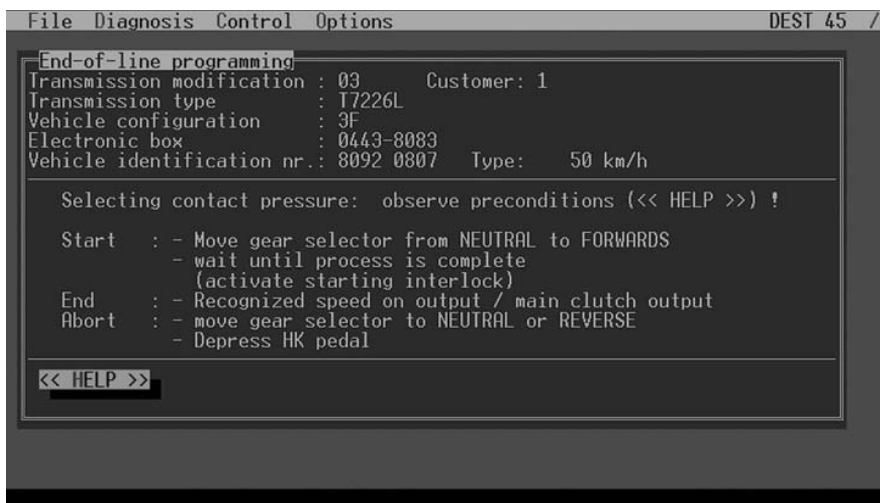 File Diagnosis Control Options DEST 45 /
End-of-line programming
Transmission modification : 03 Customer: 1
Transmission type : T7226L
Vehicle configuration : 3F
Electronic box : 0443-8083
Vehicle identification nr.: 8092 0807 Type: 50 km/h
Selecting contact pressure: observe preconditions (<< HELP >>) !
Start : - Move gear selector from NEUTRAL to FORWARDS
- wait until process is complete
(activate starting interlock)
End : - Recognized speed on output / main clutch output
Abort : - move gear selector to NEUTRAL or REVERSE
- Depress HK pedal
<< HELP >>